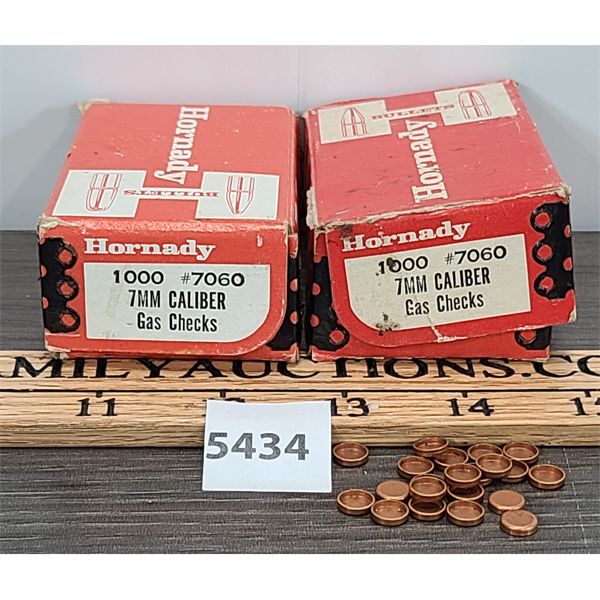 Hornady
BULLETS
Hornady
1000 #7060
7MM CALIBER
Gas Checks
BULLETS
Hornady
Hornady
1000 #7060
7MM CALIBER
Gas Checks
MILYAUCTIONS.CO
11 13 14
5434